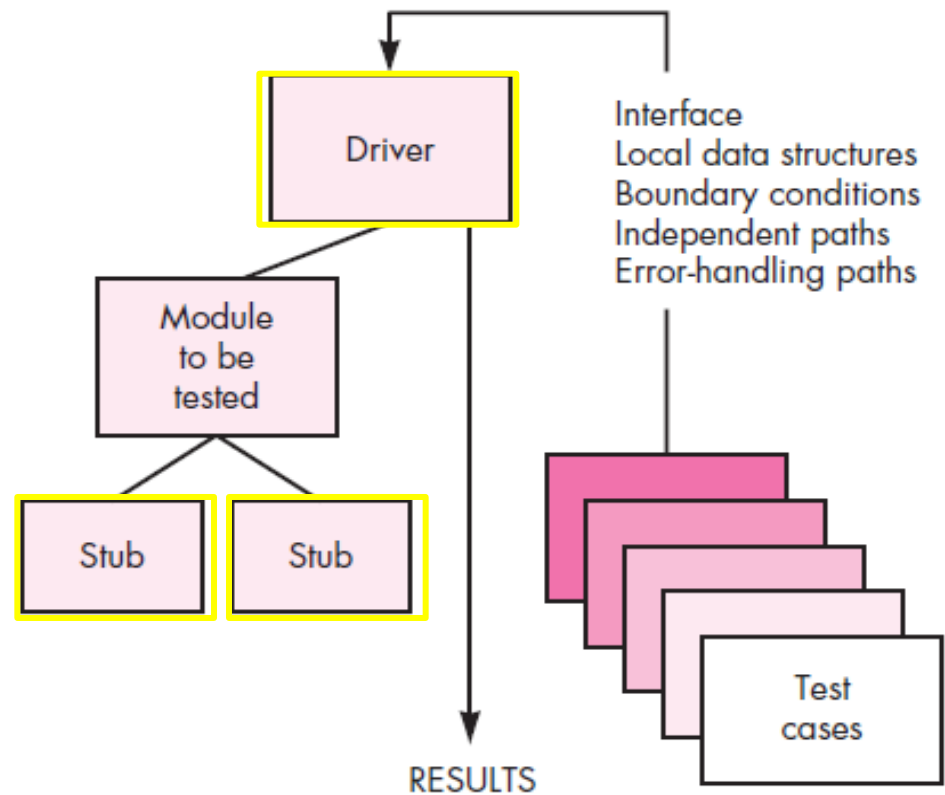 Driver
Interface
Local data structures
Boundary conditions
Independent paths
Error-handling paths
Module
to be
tested
Stub
Stub
Test
cases
RESULTS